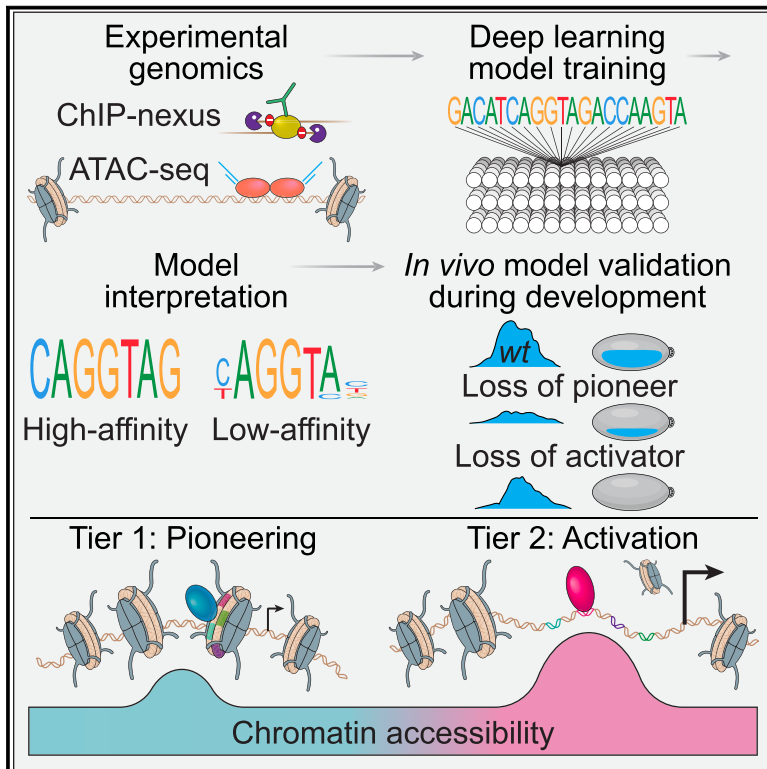 Experimental
genomics
Deep learning
model training
ChIP-nexus
GACATCAGGTAGACCAAGTA
ATAC-seq
Model
interpretation
In vivo model validation
during development
CAGGTAG
AGGTA
wt
Loss of pioneer
High-affinity
Low-affinity
Loss of activator
Tier 1: Pioneering
Tier 2: Activation
Chromatin accessibility